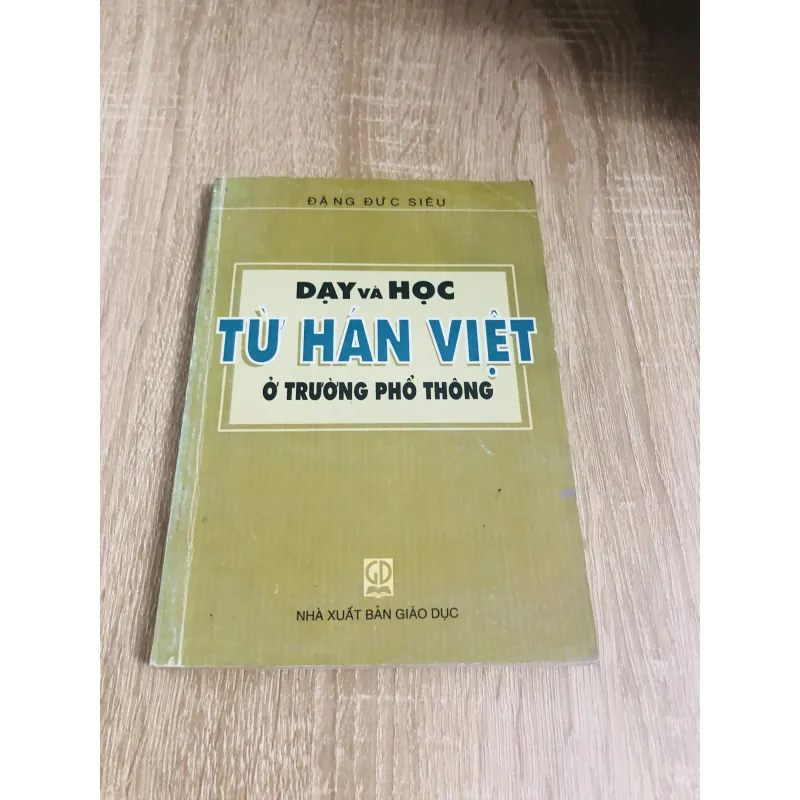 ĐẶNG ĐỨC SIÊU
DẠY VÀ HỌC
TỪ HÁN VIỆT
Ở TRƯỜNG PHỔ THÔNG
GD
NHÀ XUẤT BẢN GIÁO DỤC